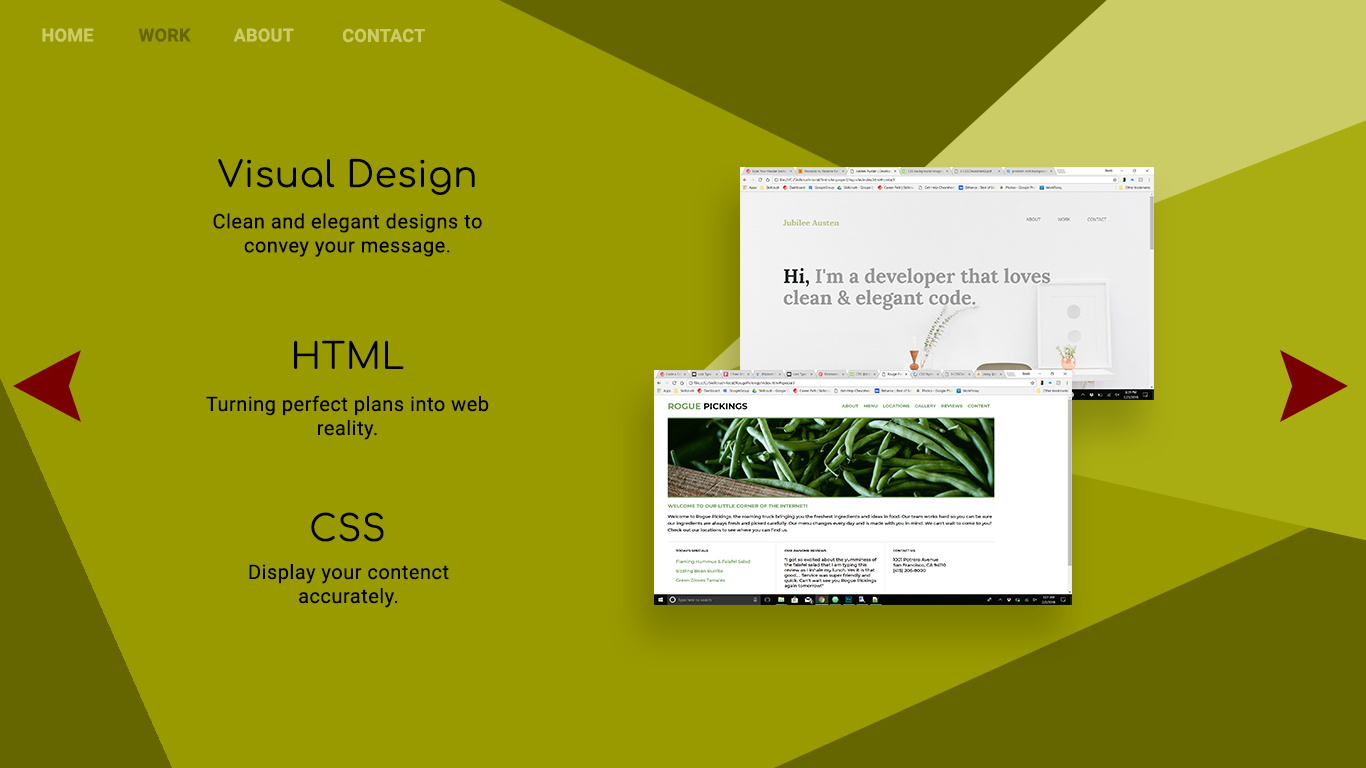 HOME WORK ABOUT CONTACT
Visual Design
Clean and elegant designs to
convey your message.
HTML
Turning perfect plans into web
reality.
CSS
Display your contenct
accurately.
Jubilee Austen
ABOUT WORK CONTACT
Hi, I'm a developer that loves
clean & elegant code.
ROGUE PICKINGS
ABOUT MENU LOCATIONS GALLERY REVIEWS CONTENT
WELCOME TO OUR LITTLE CORNER OF THE INTERNET!
Welcome to Rogue Pickings, the roaming truck bringing you the freshest ingredients and ideas in food. Our team works hard so you can be sure
our ingredients are always fresh and picked carefully. Our menu changes every day and is made with you in mind. We can't wait to come to you!
Check out our locations to see where you can find us.
TODAY'S SPECIALS
Flaming Hummus & Falafel Salad
Sizzling Bean Burrito
Green Gloves Tamales
OUR AWESOME REVIEWS
"I got so excited about the yumminess of
the falafel salad that I am typing this
review as I inhale my lunch. Yes it is that
good.... Service was super friendly and
quick. Can't wait see you Rogue Pickings
again tomorrow!"
CONTACT US
1001 Potrero Avenue
San Francisco, CA 94110
(415) 206-8000